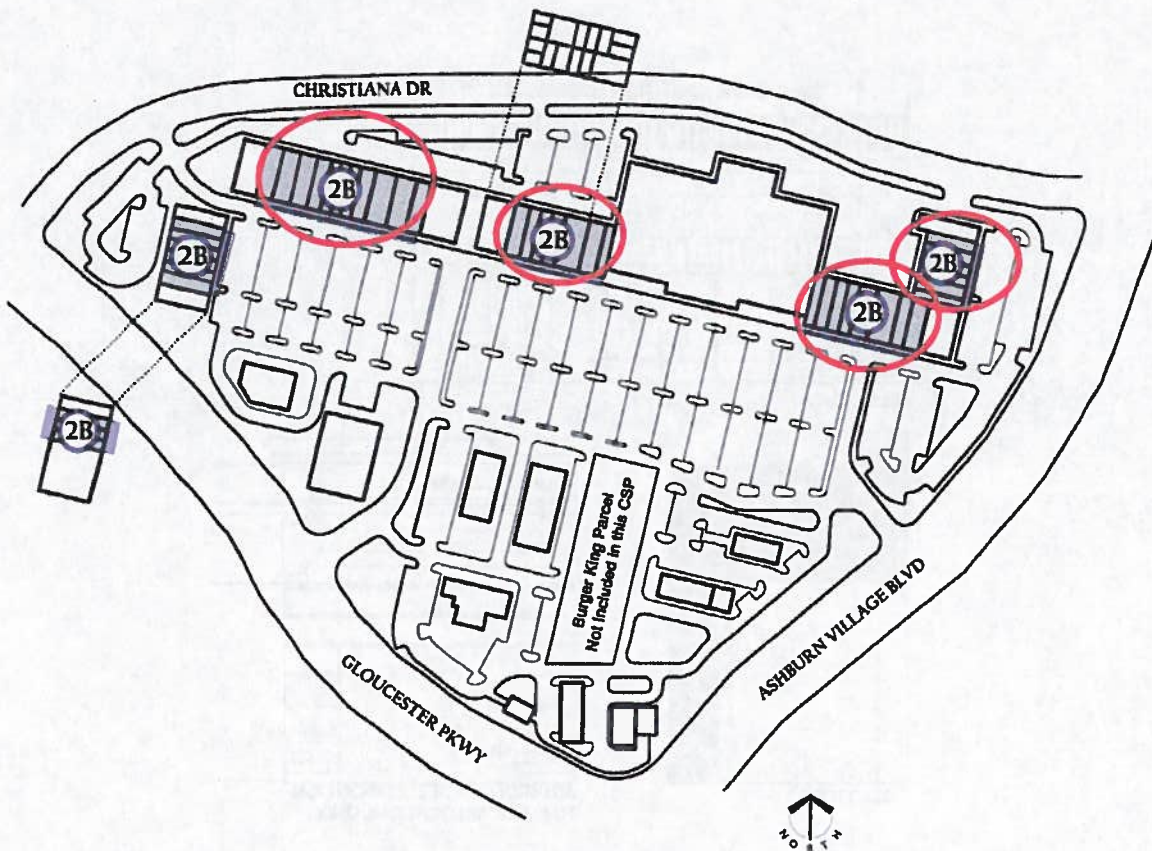 CHRISTIANA DR
2B
2B
2B
2B
2B
2B
Burger King Parcel
Not Included in this CSP
GLOUCESTER PKWY
ASHBURN VILLAGE BLVD
NORTH